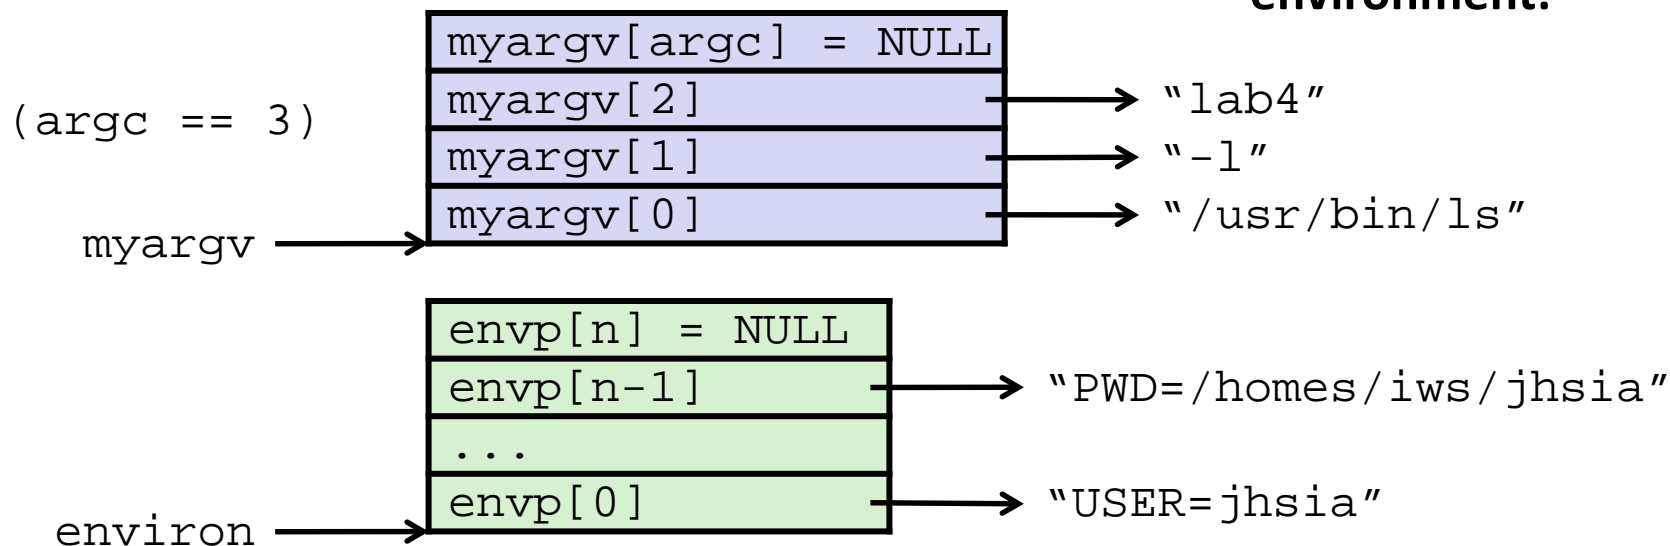 environment:
myargv[argc] = NULL
myargv[2]
“lab4”
(argc == 3)
myargv[1]
“-l”
myargv[0]
“/usr/bin/ls”
myargv
envp[n] = NULL
envp[n-1]
“PWD=/homes/iws/jhsia”
...
envp[0]
“USER=jhsia”
environ